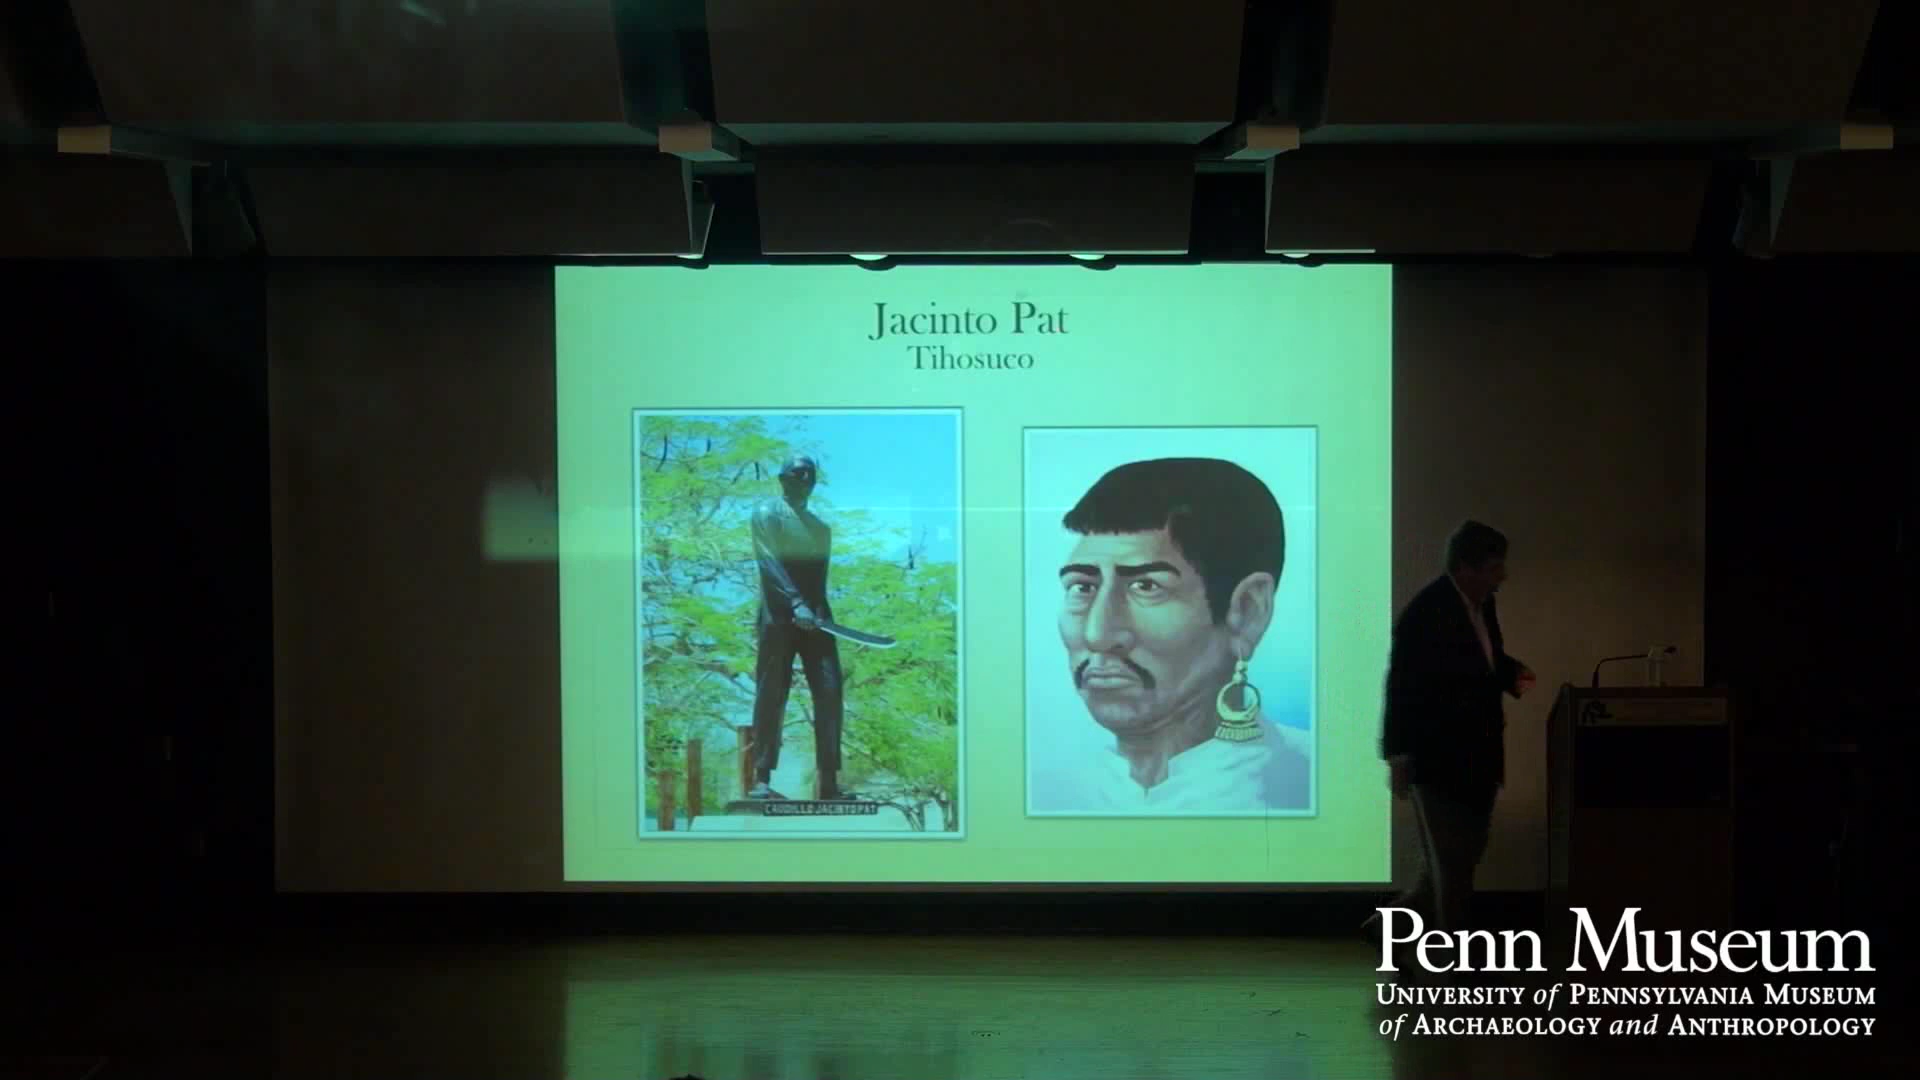 Jacinto Pat
Tihosuco
CAUDILLO JACINTO PAT
Penn Museum
UNIVERSITY of PENNSYLVANIA MUSEUM
of ARCHAEOLOGY and ANTHROPOLOGY